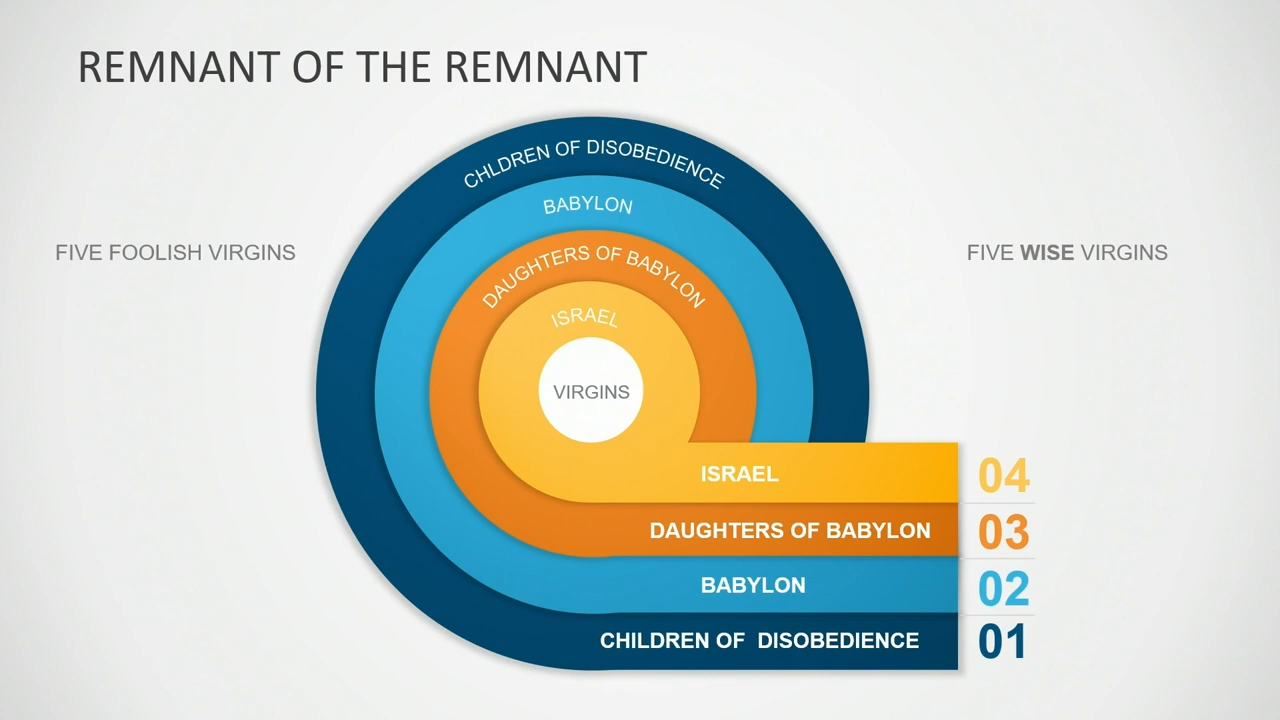 REMNANT OF THE REMNANT
CHLDREN OF DISOBEDIENCE
BABYLON
FIVE FOOLISH VIRGINS
FIVE WISE VIRGINS
DAUGHTERS OF BABYLON
ISRAEL
VIRGINS
ISRAEL 04
DAUGHTERS OF BABYLON 03
BABYLON 02
CHILDREN OF DISOBEDIENCE 01